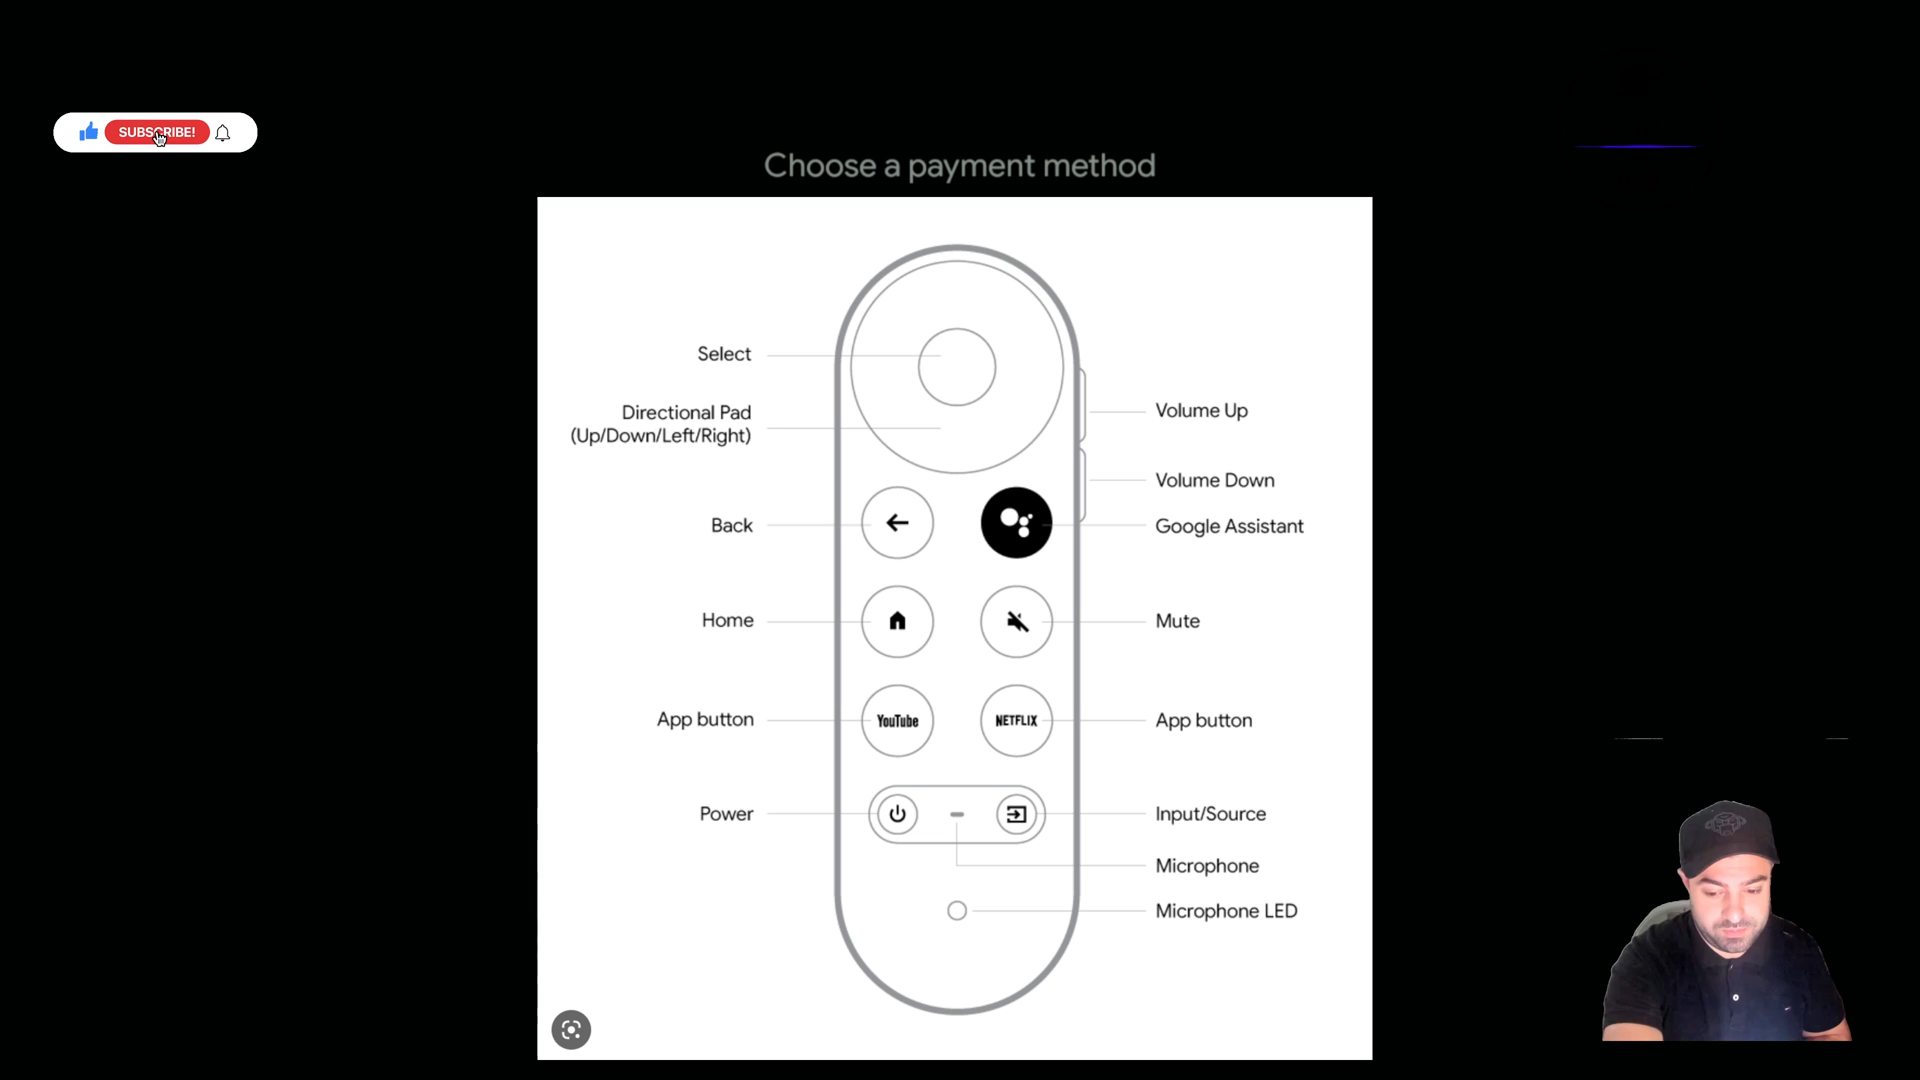 SUBSCRIBE!
Choose a payment method
Select
Directional Pad
(Up/Down/Left/Right)
Volume Up
Volume Down
Back
Google Assistant
Home
Mute
App button
YouTube
NETFLIX
App button
Power
Input/Source
Microphone
Microphone LED